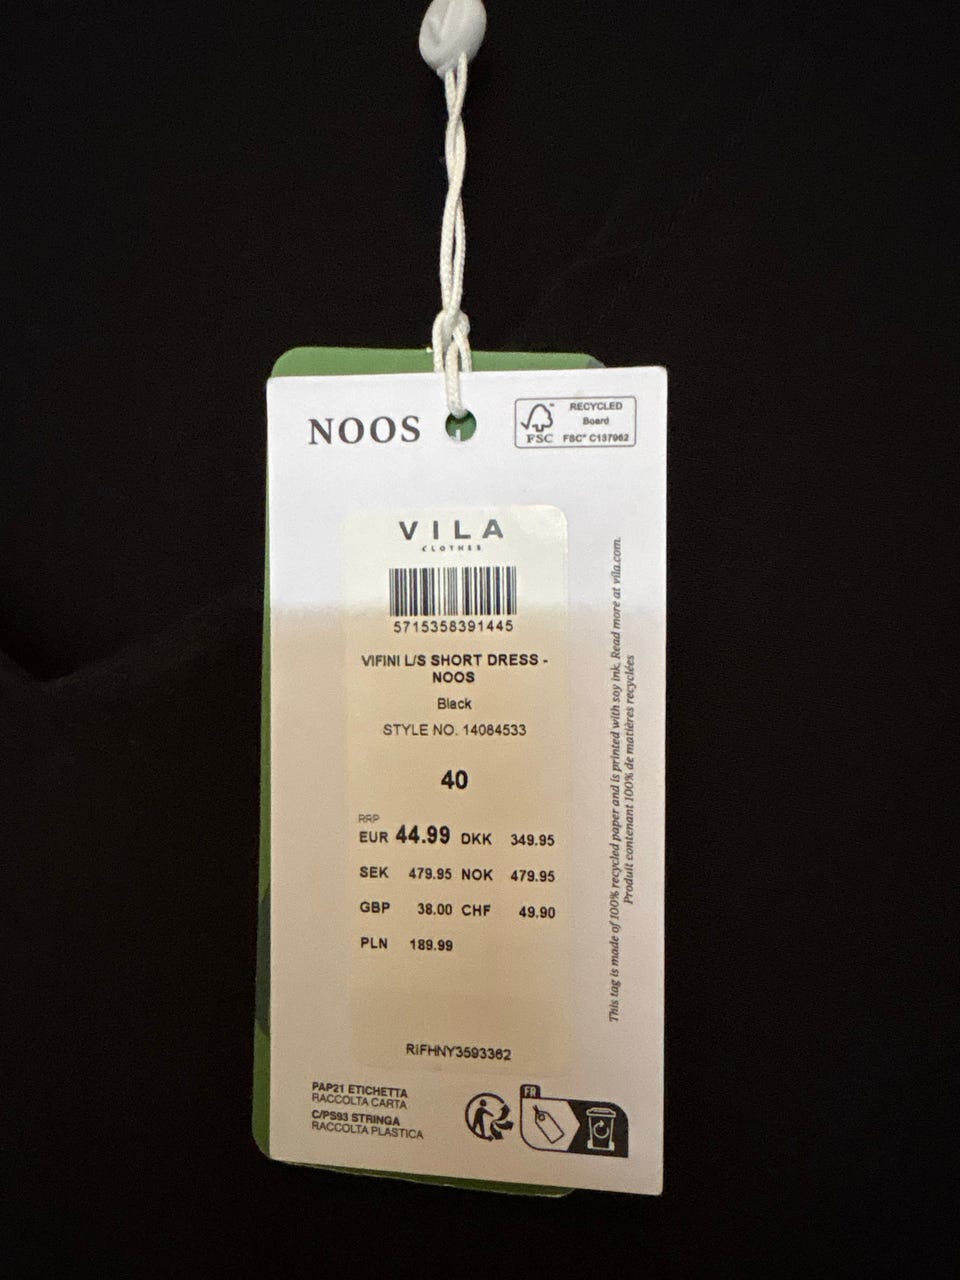 NOOS
FSC
RECYCLED
Board
FSC® C137962
VILA
CLOTHES
5715358391445
VIFINI L/S SHORT DRESS -
NOOS
Black
STYLE NO. 14084533
40
RRP
EUR 44.99 DKK 349.95
SEK 479.95 NOK 479.95
GBP 38.00 CHF 49.90
PLN 189.99
RIFHNY3593362
This tag is made of 100% recycled paper and is printed with soy ink. Read more at vila.com.
Produit contenant 100% de matières recyclées
PAP21 ETICHETTA
RACCOLTA CARTA
C/PS93 STRINGA
RACCOLTA PLASTICA
FR